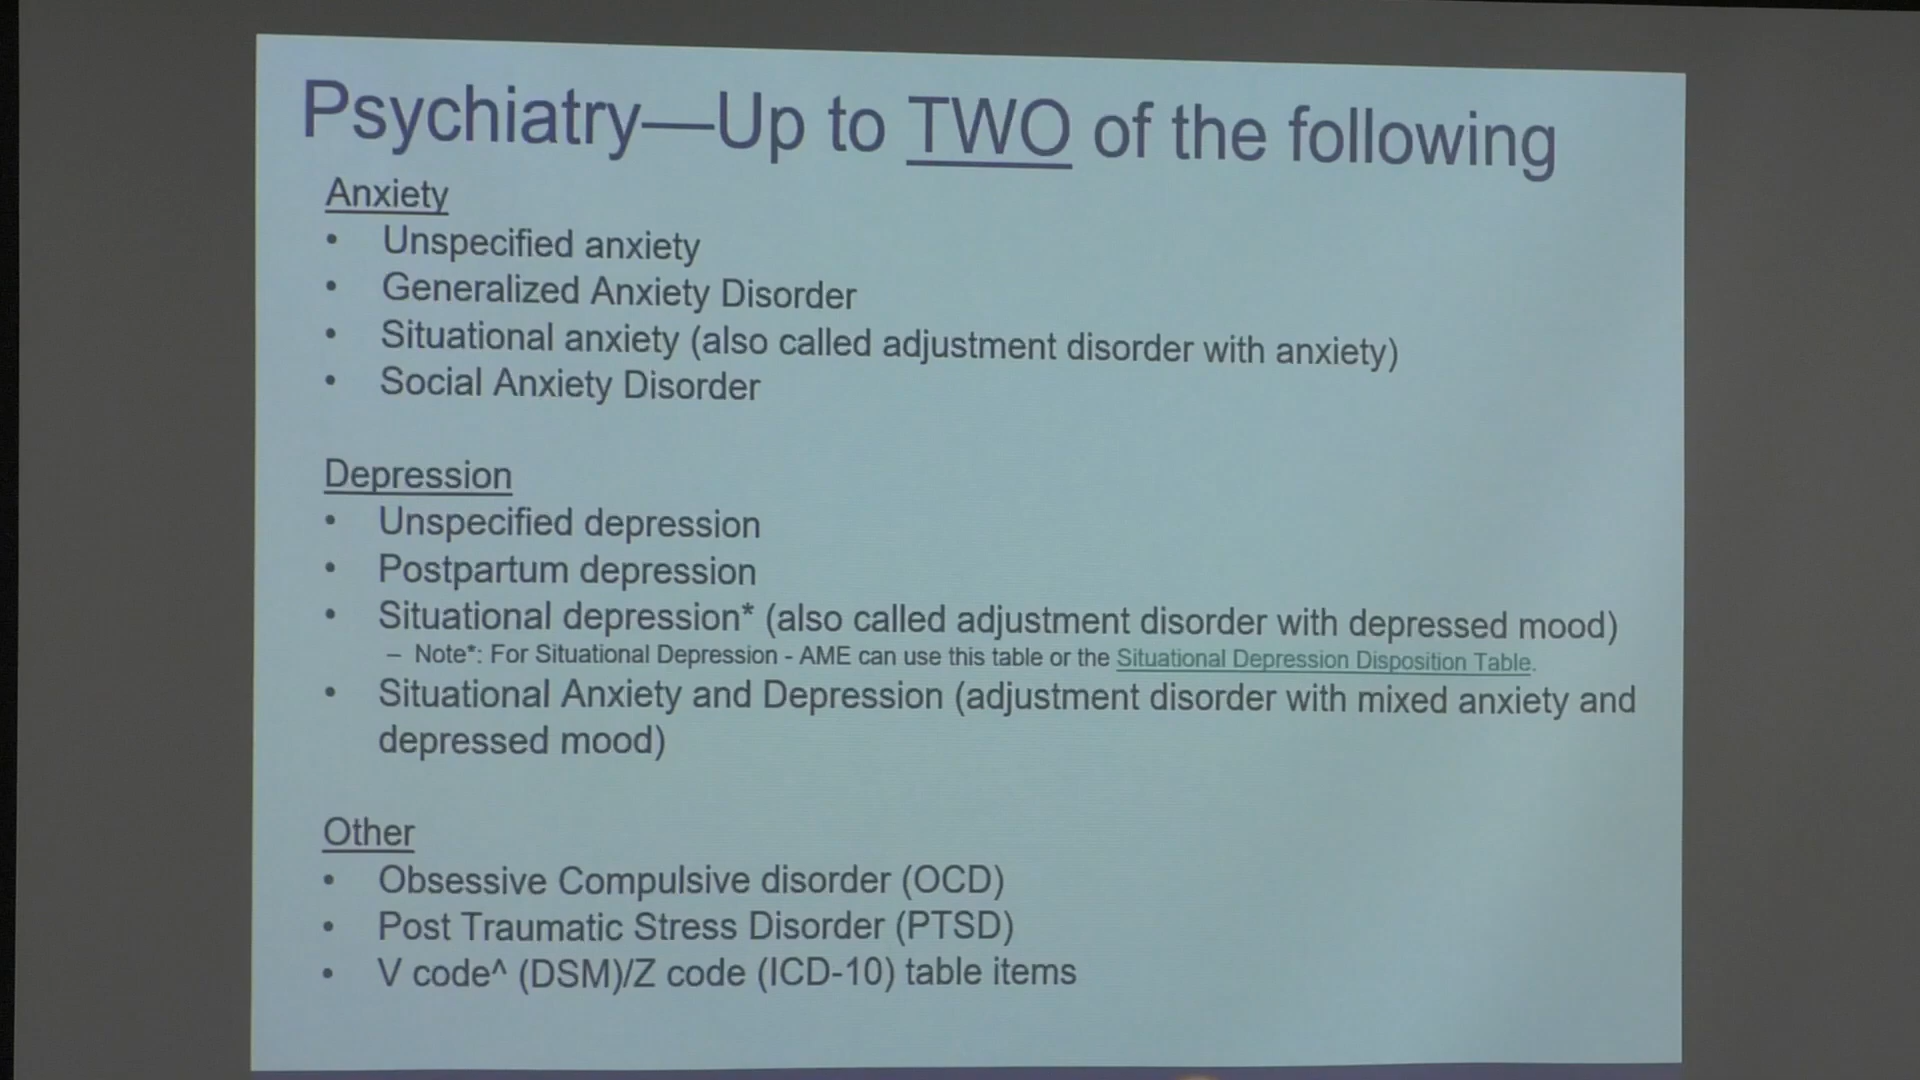 Psychiatry—Up to TWO of the following
Anxiety
• Unspecified anxiety
• Generalized Anxiety Disorder
• Situational anxiety (also called adjustment disorder with anxiety)
• Social Anxiety Disorder
Depression
• Unspecified depression
• Postpartum depression
• Situational depression* (also called adjustment disorder with depressed mood)
– Note*: For Situational Depression - AME can use this table or the Situational Depression Disposition Table.
• Situational Anxiety and Depression (adjustment disorder with mixed anxiety and
depressed mood)
Other
• Obsessive Compulsive disorder (OCD)
• Post Traumatic Stress Disorder (PTSD)
• V code^ (DSM)/Z code (ICD-10) table items